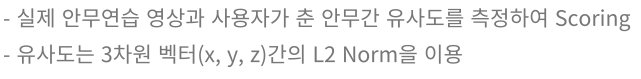 - 실제 안무연습 영상과 사용자가 춘 안무간 유사도를 측정하여 Scoring
- 유사도는 3차원 벡터(x, y, z)간의 L2 Norm을 이용